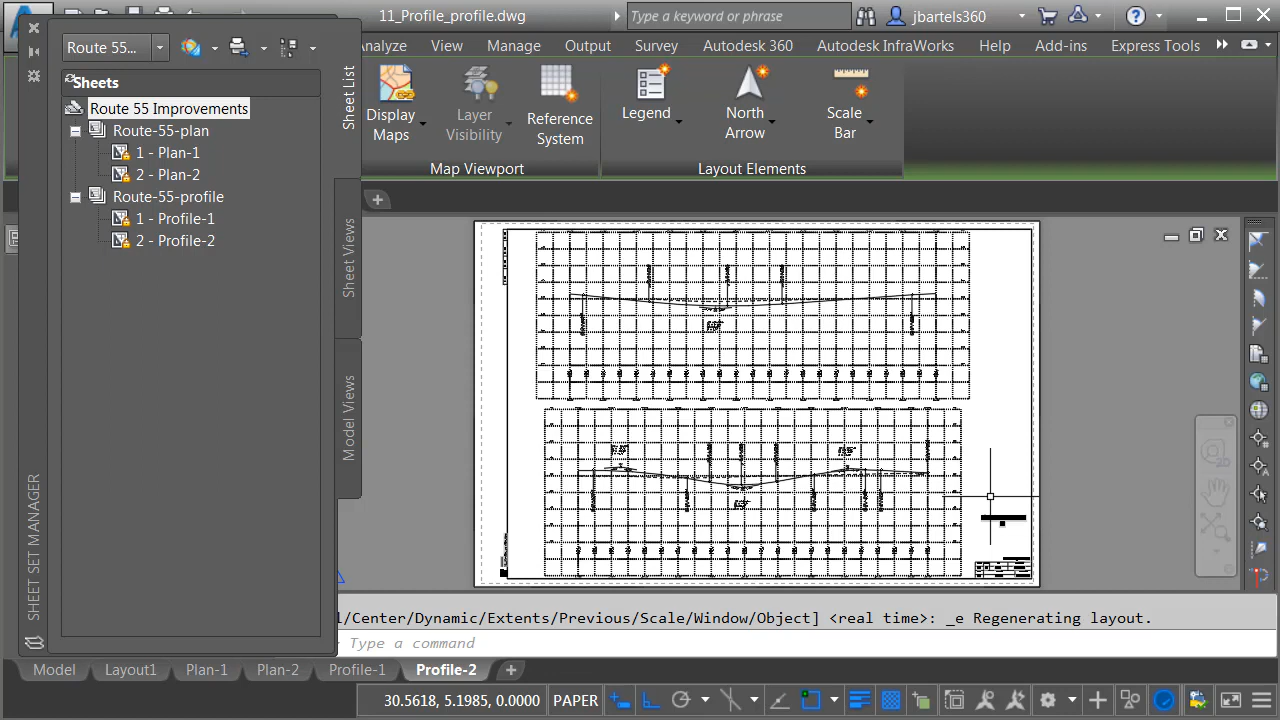 11_Profile_profile.dwg
Type a keyword or phrase
jbartels360
Analyze
View
Manage
Output
Survey
Autodesk 360
Autodesk InfraWorks
Help
Add-ins
Express Tools
Display
Maps
Layer
Visibility
Reference
System
Legend
North
Arrow
Scale
Bar
Map Viewport
Layout Elements
Route 55...
Sheets
Route 55 Improvements
Route-55-plan
1 - Plan-1
2 - Plan-2
Route-55-profile
1 - Profile-1
2 - Profile-2
Sheet List
Sheet Views
Model Views
SHEET SET MANAGER
2D
l/Center/Dynamic/Extents/Previous/Scale/Window/Object] <real time>: _e Regenerating layout.
Type a command
Model
Layout1
Plan-1
Plan-2
Profile-1
Profile-2
30.5618, 5.1985, 0.0000
PAPER